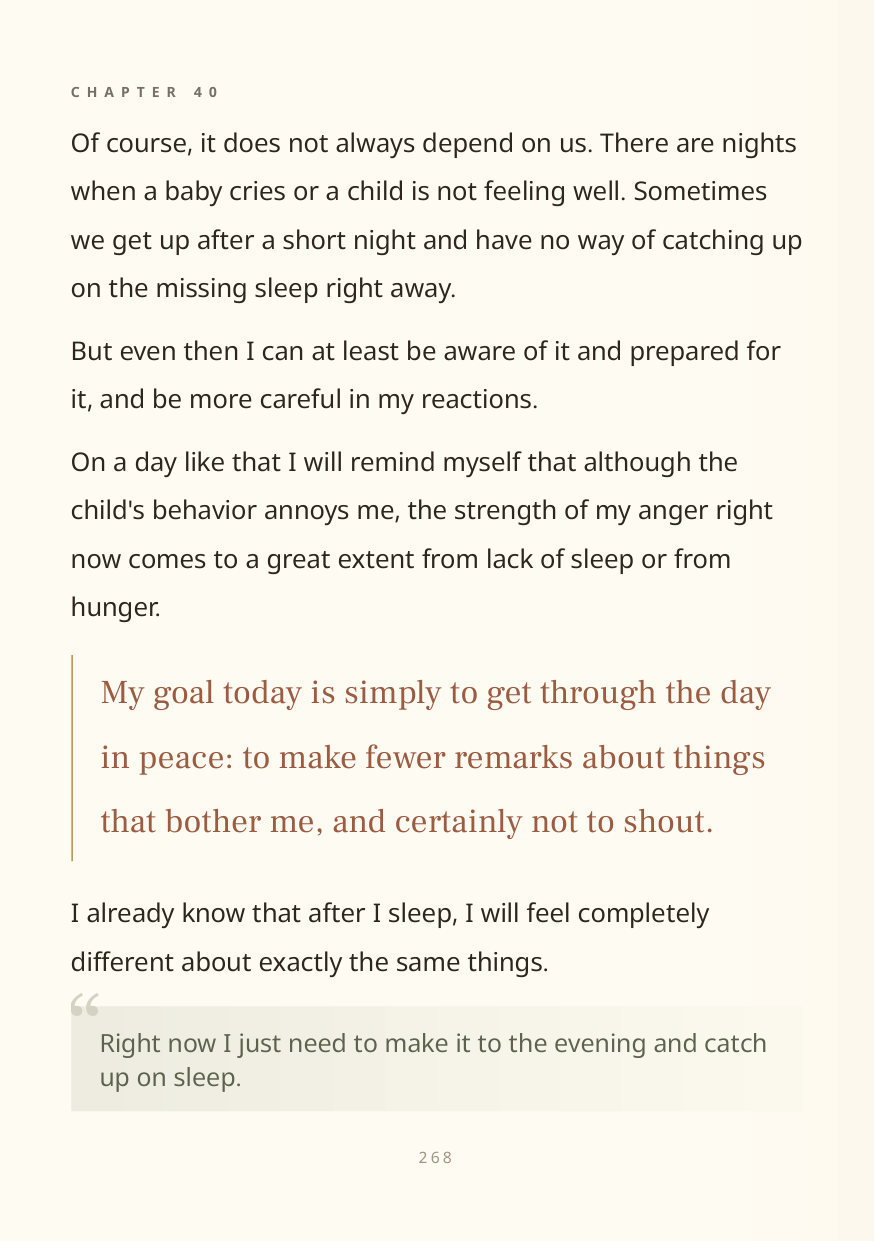 CHAPTER 40
Of course, it does not always depend on us. There are nights
when a baby cries or a child is not feeling well. Sometimes
we get up after a short night and have no way of catching up
on the missing sleep right away.
But even then I can at least be aware of it and prepared for
it, and be more careful in my reactions.
On a day like that I will remind myself that although the
child's behavior annoys me, the strength of my anger right
now comes to a great extent from lack of sleep or from
hunger.
My goal today is simply to get through the day
in peace: to make fewer remarks about things
that bother me, and certainly not to shout.
I already know that after I sleep, I will feel completely
different about exactly the same things.
“
Right now I just need to make it to the evening and catch
up on sleep.
268